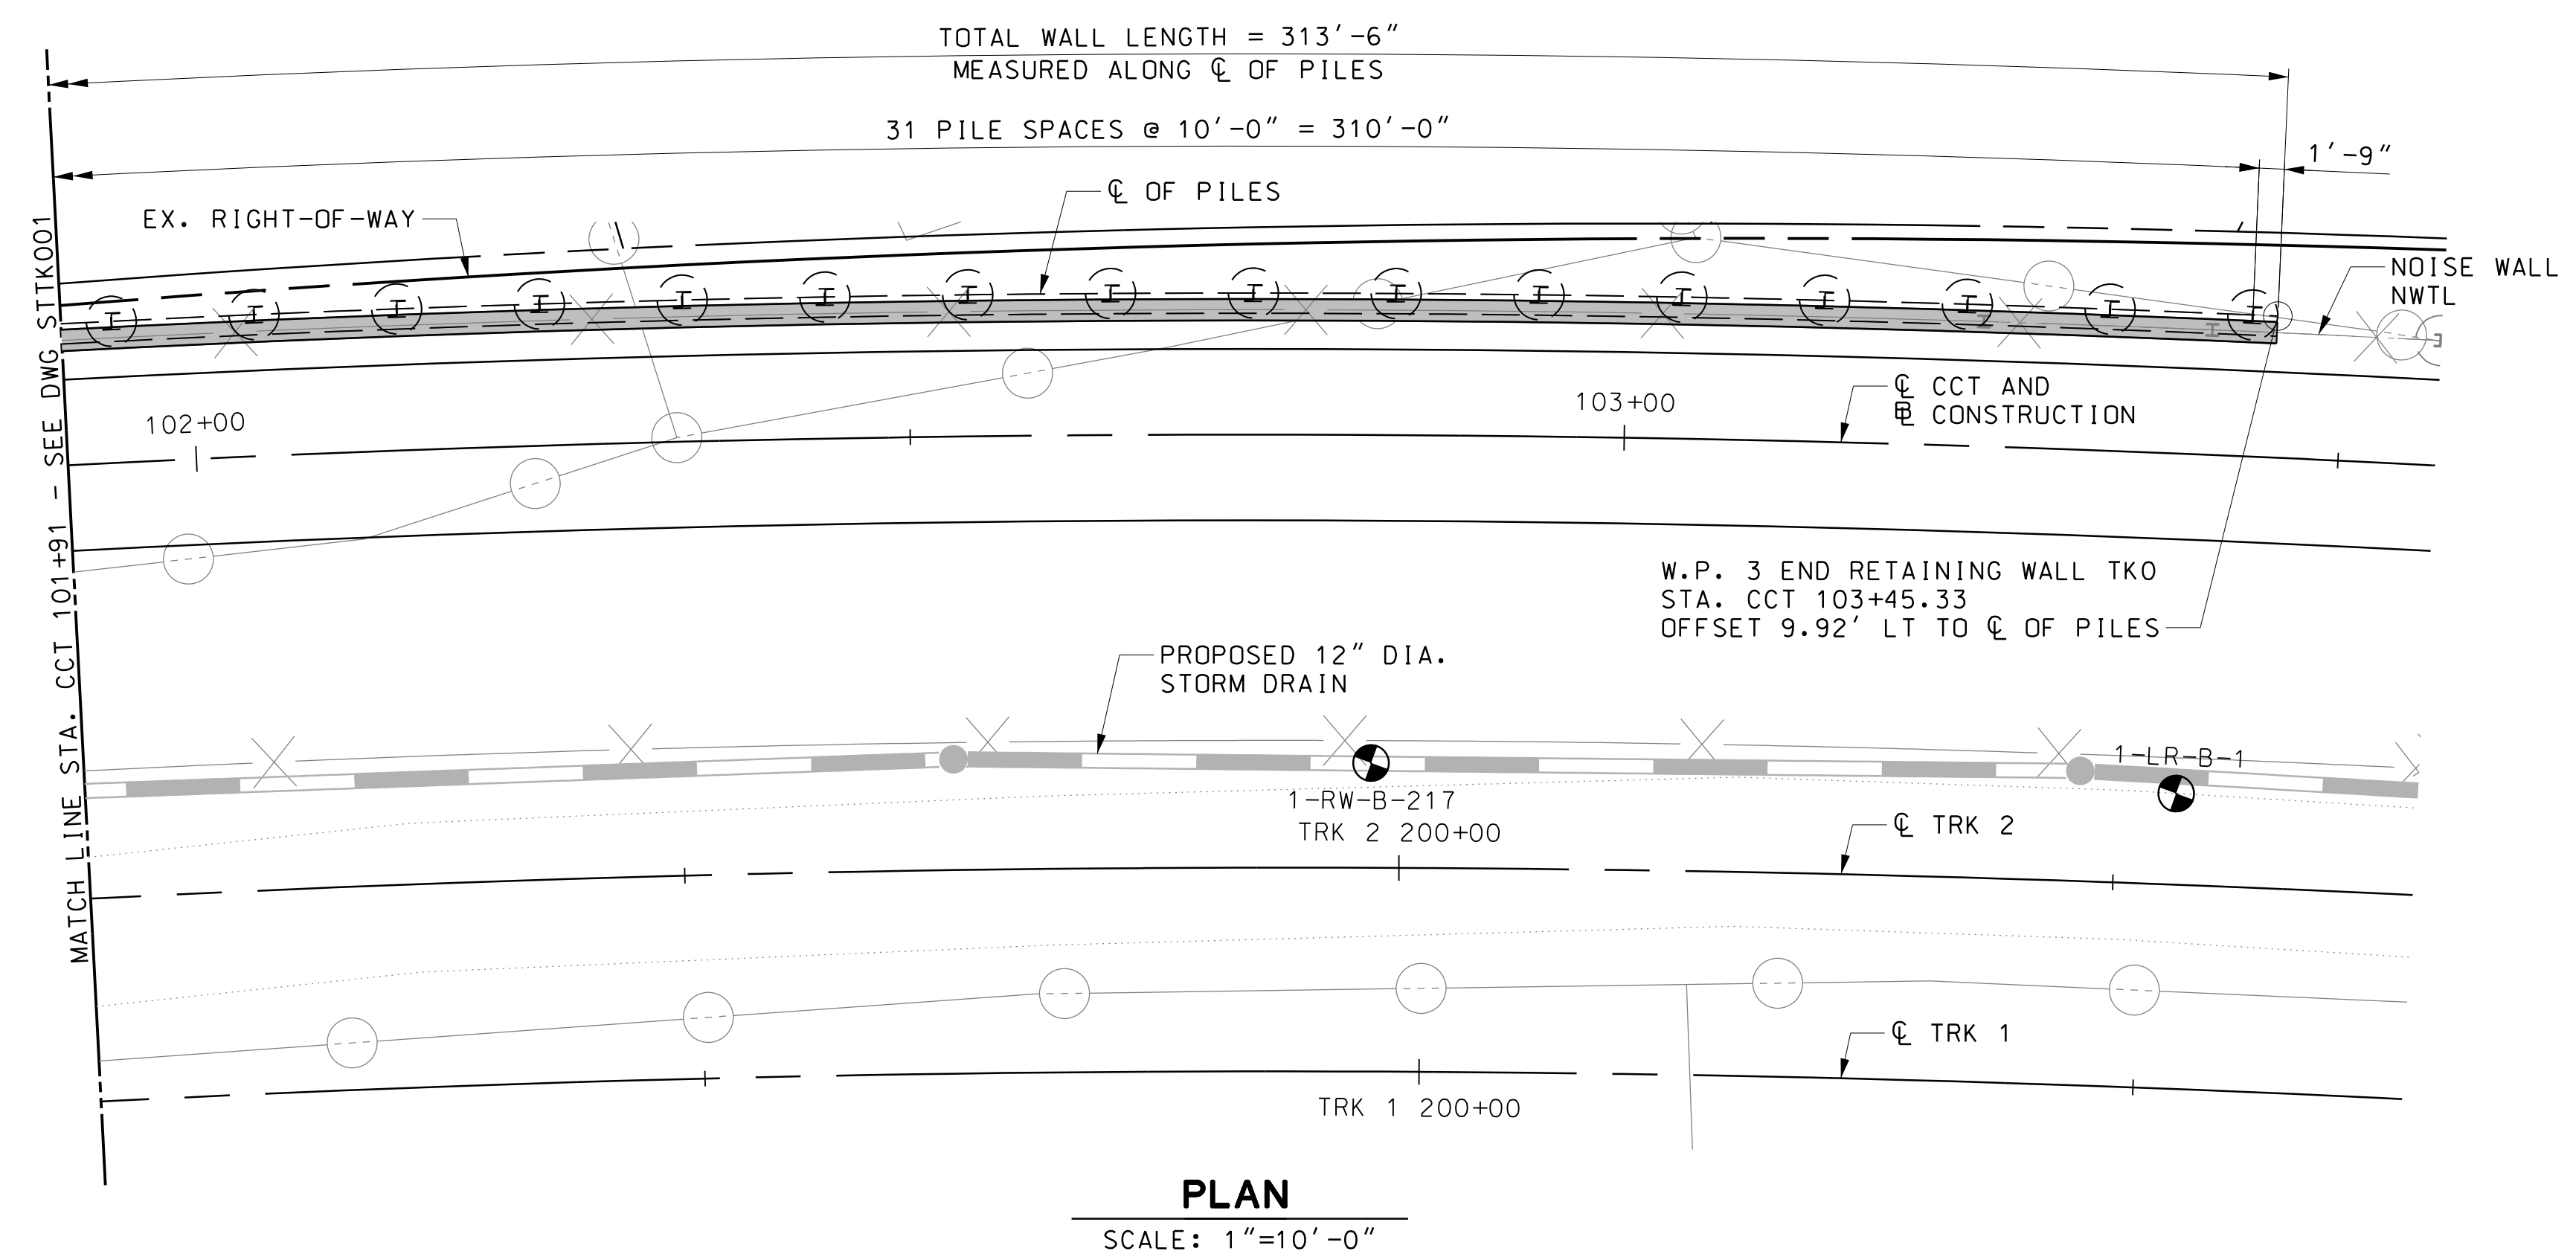 TOTAL WALL LENGTH = 313'-6"
MEASURED ALONG ℄ OF PILES
31 PILE SPACES @ 10'-0" = 310'-0"
1'-9"
℄ OF PILES
EX. RIGHT-OF-WAY
NOISE WALL
NWTL
102+00
103+00
℄ CCT AND
BL CONSTRUCTION
MATCH LINE STA. CCT 101+91 - SEE DWG STTK001
W.P. 3 END RETAINING WALL TKO
STA. CCT 103+45.33
OFFSET 9.92' LT TO ℄ OF PILES
PROPOSED 12" DIA.
STORM DRAIN
1-LR-B-1
1-RW-B-217
TRK 2 200+00
℄ TRK 2
℄ TRK 1
TRK 1 200+00
PLAN
SCALE: 1"=10'-0"